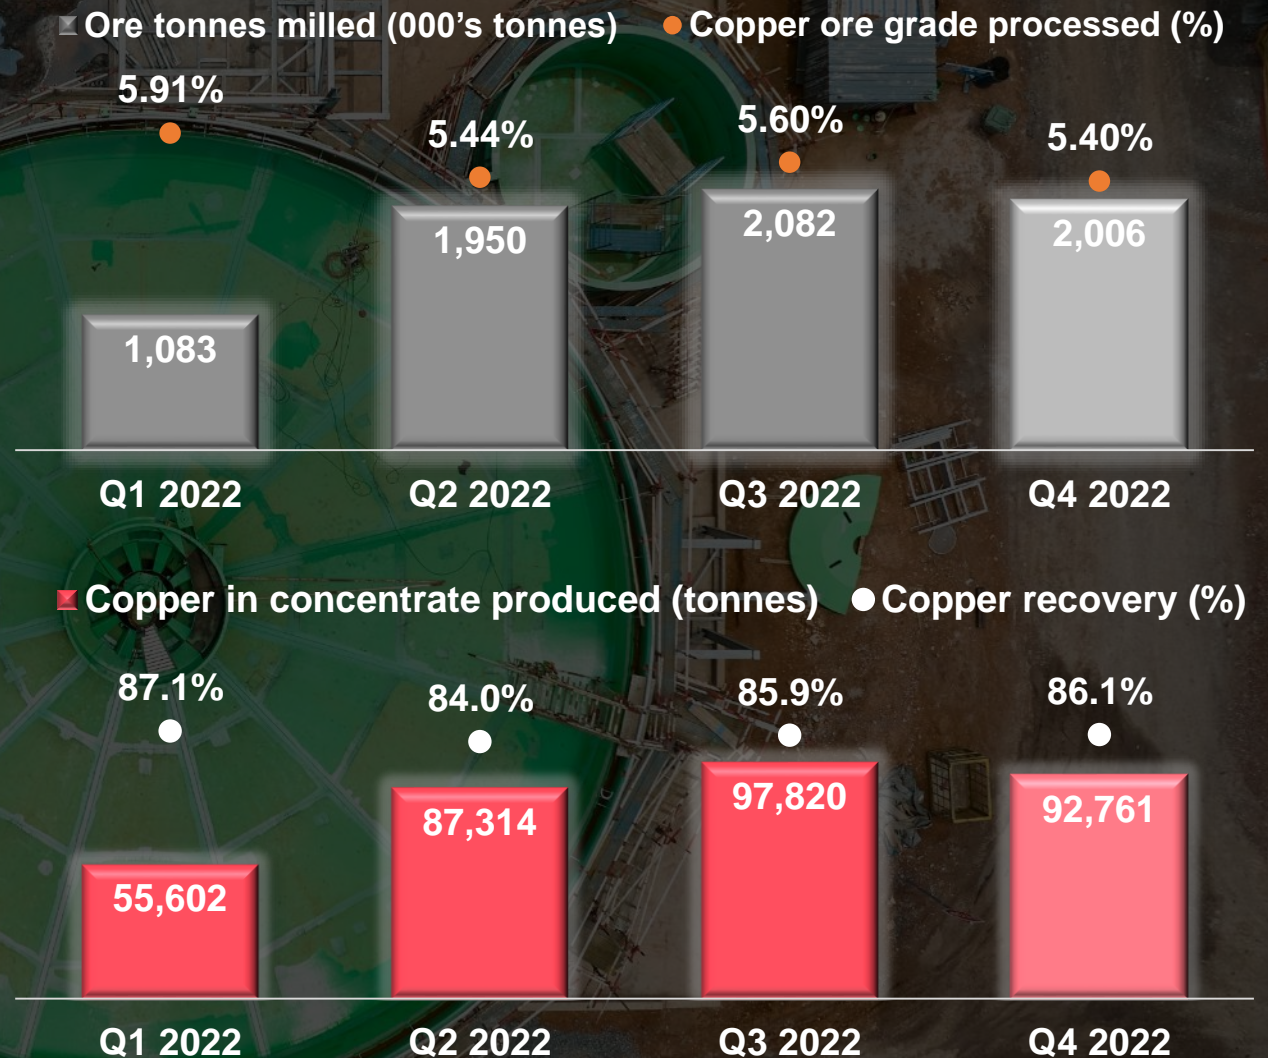 Ore tonnes milled (000’s tonnes) Copper ore grade processed (%)
5.91% 5.44% 5.60% 5.40%
1,083 1,950 2,082 2,006
Q1 2022 Q2 2022 Q3 2022 Q4 2022
Copper in concentrate produced (tonnes) Copper recovery (%)
87.1% 84.0% 85.9% 86.1%
55,602 87,314 97,820 92,761
Q1 2022 Q2 2022 Q3 2022 Q4 2022